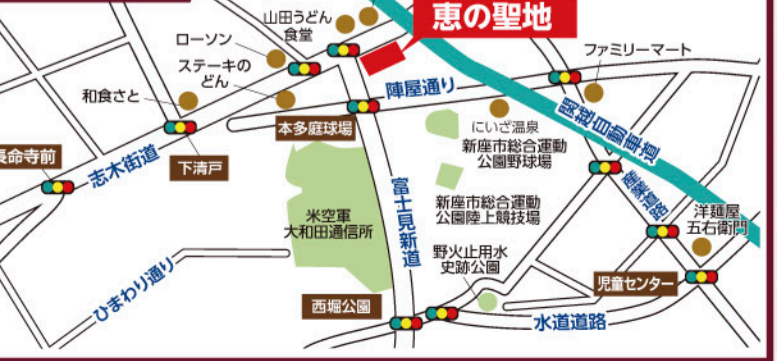 恵の聖地
山田うどん
食堂
ローソン
ステーキの
どん
和食さと
ファミリーマート
陣屋通り
関越自動車道
本多庭球場
にいざ温泉
新座市総合運動
公園野球場
長命寺前
志木街道
下清戸
産業道路
富士見新道
新座市総合運動
公園陸上競技場
洋麺屋
五右衛門
米空軍
大和田通信所
野火止用水
史跡公園
ひまわり通り
児童センター
西堀公園
水道道路